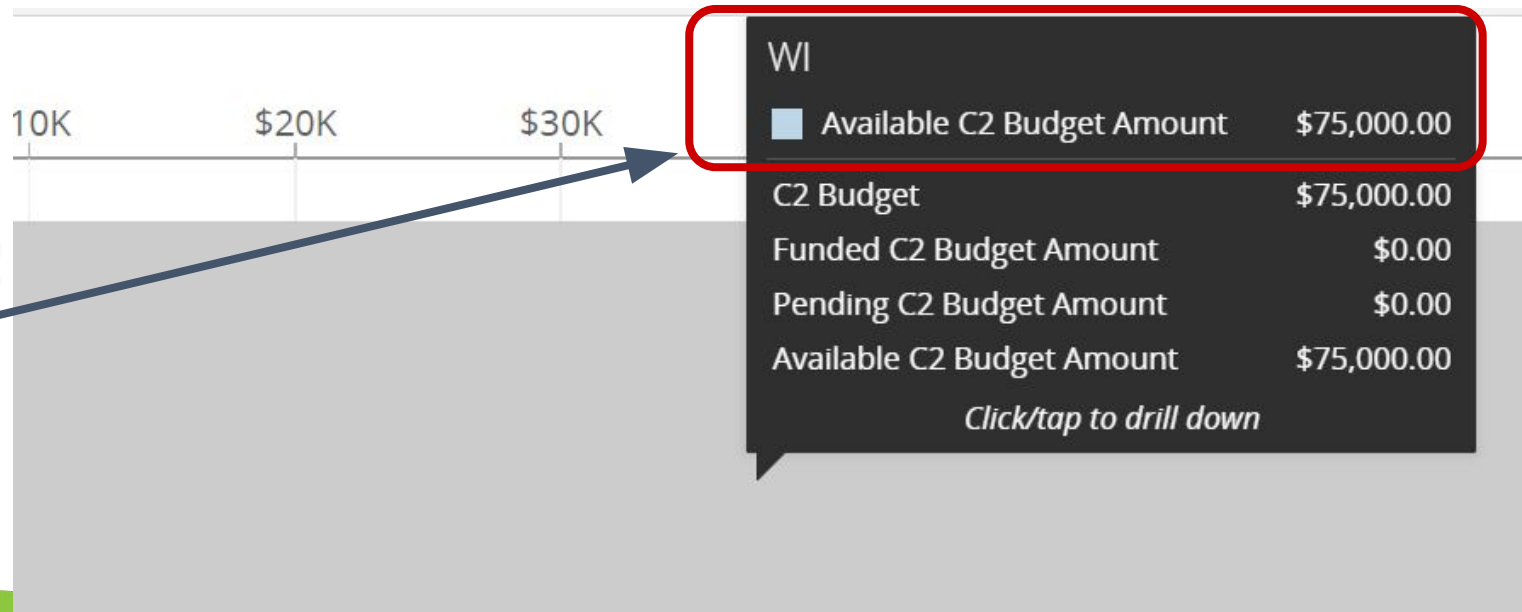 10K $20K $30K
WI
Available C2 Budget Amount $75,000.00
C2 Budget $75,000.00
Funded C2 Budget Amount $0.00
Pending C2 Budget Amount $0.00
Available C2 Budget Amount $75,000.00
Click/tap to drill down